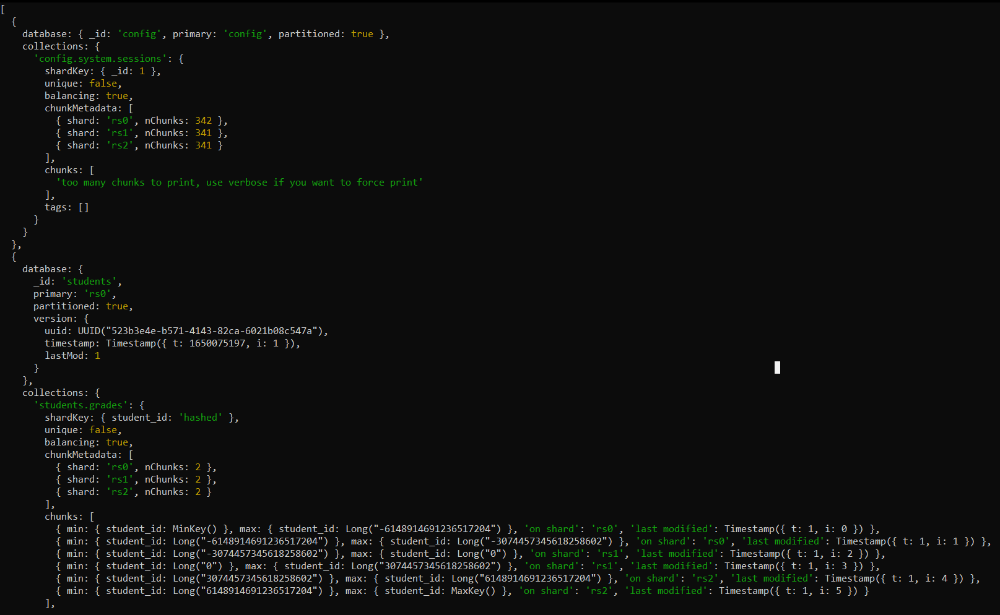 [
  {
    database: { _id: 'config', primary: 'config', partitioned: true },
    collections: {
      'config.system.sessions': {
        shardKey: { _id: 1 },
        unique: false,
        balancing: true,
        chunkMetadata: [
          { shard: 'rs0', nChunks: 342 },
          { shard: 'rs1', nChunks: 341 },
          { shard: 'rs2', nChunks: 341 }
        ],
        chunks: [
          'too many chunks to print, use verbose if you want to force print'
        ],
        tags: []
      }
    }
  },
  {
    database: {
      _id: 'students',
      primary: 'rs0',
      partitioned: true,
      version: {
        uuid: UUID("523b3e4e-b571-4143-82ca-6021b08c547a"),
        timestamp: Timestamp({ t: 1650075197, i: 1 }),
        lastMod: 1
      }
    },
    collections: {
      'students.grades': {
        shardKey: { student_id: 'hashed' },
        unique: false,
        balancing: true,
        chunkMetadata: [
          { shard: 'rs0', nChunks: 2 },
          { shard: 'rs1', nChunks: 2 },
          { shard: 'rs2', nChunks: 2 }
        ],
        chunks: [
          { min: { student_id: MinKey() }, max: { student_id: Long("-6148914691236517204") }, 'on shard': 'rs0', 'last modified': Timestamp({ t: 1, i: 0 }) },
          { min: { student_id: Long("-6148914691236517204") }, max: { student_id: Long("-3074457345618258602") }, 'on shard': 'rs0', 'last modified': Timestamp({ t: 1, i: 1 }) },
          { min: { student_id: Long("-3074457345618258602") }, max: { student_id: Long("0") }, 'on shard': 'rs1', 'last modified': Timestamp({ t: 1, i: 2 }) },
          { min: { student_id: Long("0") }, max: { student_id: Long("3074457345618258602") }, 'on shard': 'rs1', 'last modified': Timestamp({ t: 1, i: 3 }) },
          { min: { student_id: Long("3074457345618258602") }, max: { student_id: Long("6148914691236517204") }, 'on shard': 'rs2', 'last modified': Timestamp({ t: 1, i: 4 }) },
          { min: { student_id: Long("6148914691236517204") }, max: { student_id: MaxKey() }, 'on shard': 'rs2', 'last modified': Timestamp({ t: 1, i: 5 }) }
        ],